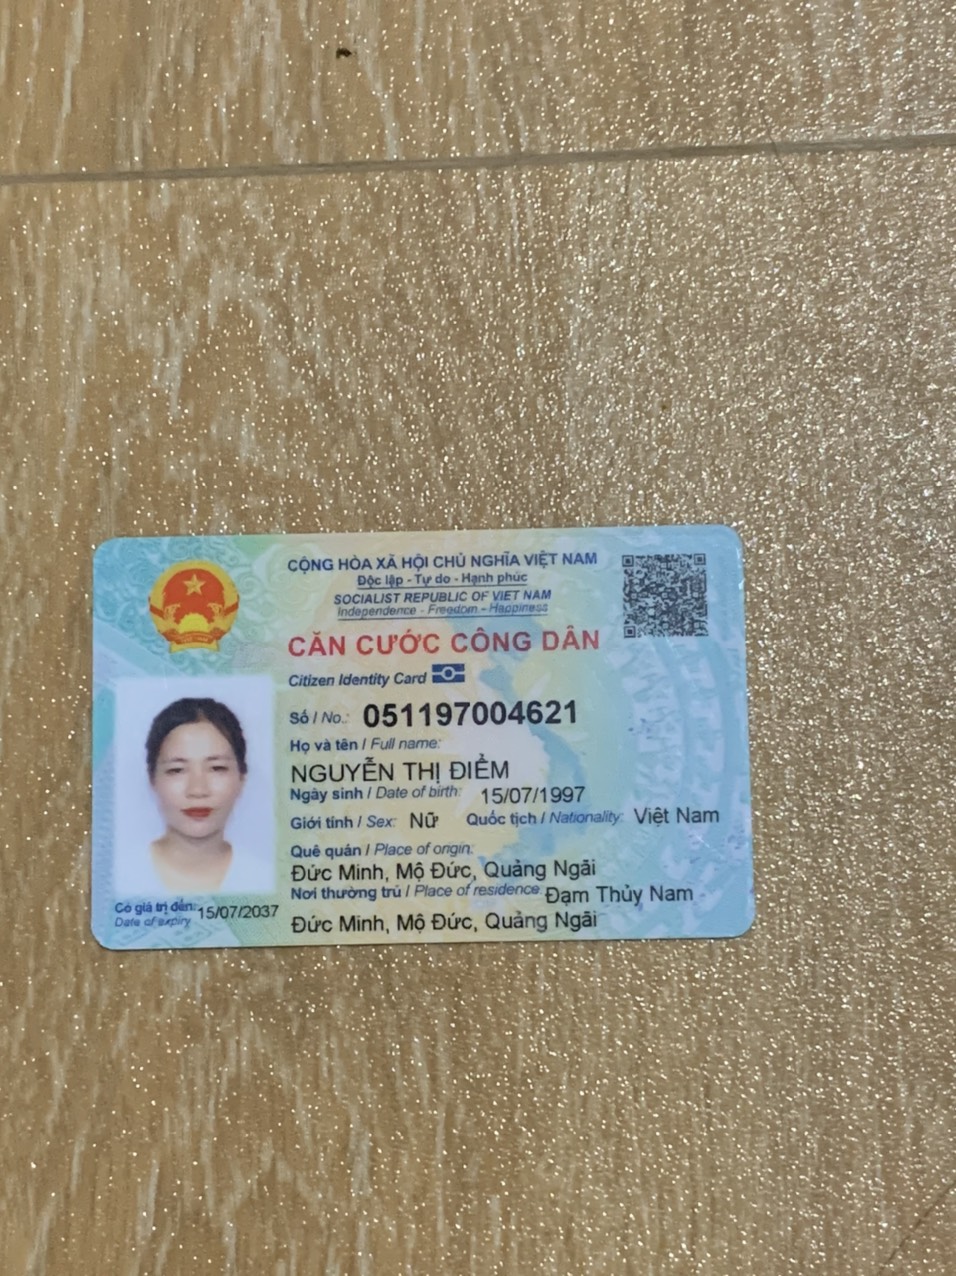 CỘNG HÒA XÃ HỘI CHỦ NGHĨA VIỆT NAM
Độc lập - Tự do - Hạnh phúc
SOCIALIST REPUBLIC OF VIET NAM
Independence - Freedom - Happiness
CĂN CƯỚC CÔNG DÂN
Citizen Identity Card
Số / No.: 051197004621
Họ và tên / Full name:
NGUYỄN THỊ ĐIỂM
Ngày sinh / Date of birth: 15/07/1997
Giới tính / Sex: Nữ Quốc tịch / Nationality: Việt Nam
Quê quán / Place of origin:
Đức Minh, Mộ Đức, Quảng Ngãi
Nơi thường trú / Place of residence: Đạm Thủy Nam
Đức Minh, Mộ Đức, Quảng Ngãi
Có giá trị đến: 15/07/2037
Date of expiry